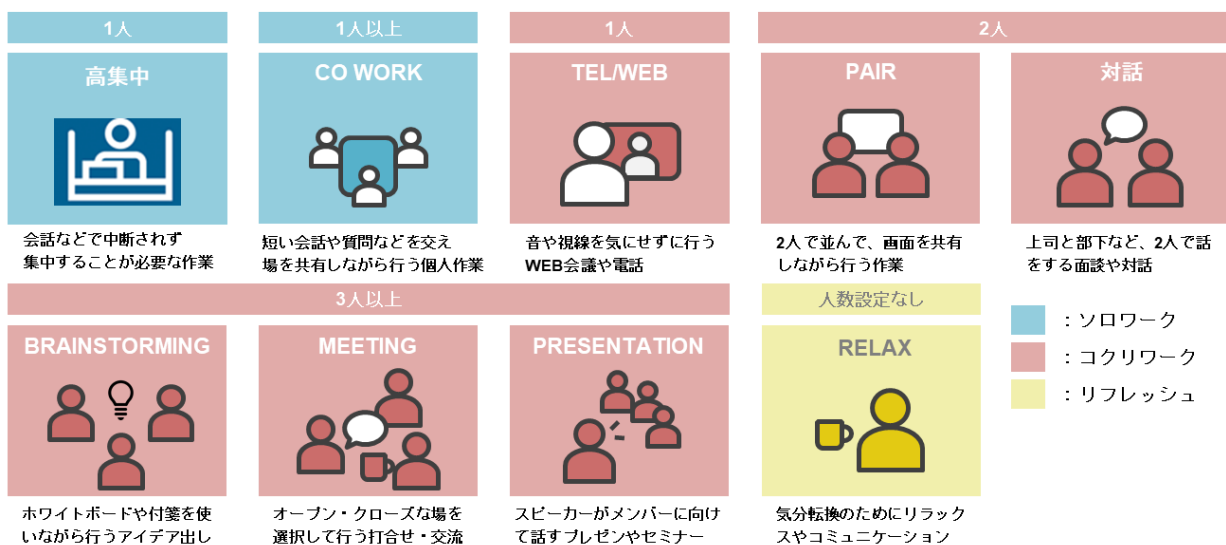 1人
1人以上
1人
2人
高集中
CO WORK
TEL/WEB
PAIR
対話
会話などで中断されず
集中することが必要な作業
短い会話や質問などを交え
場を共有しながら行う個人作業
音や視線を気にせずに行う
WEB会議や電話
2人で並んで、画面を共有
しながら行う作業
上司と部下など、2人で話
をする面談や対話
3人以上
人数設定なし
BRAINSTORMING
MEETING
PRESENTATION
RELAX
:ソロワーク
:コクリワーク
:リフレッシュ
ホワイトボードや付箋を使
いながら行うアイデア出し
オープン・クローズな場を
選択して行う打合せ・交流
スピーカーがメンバーに向け
て話すプレゼンやセミナー
気分転換のためにリラック
スやコミュニケーション